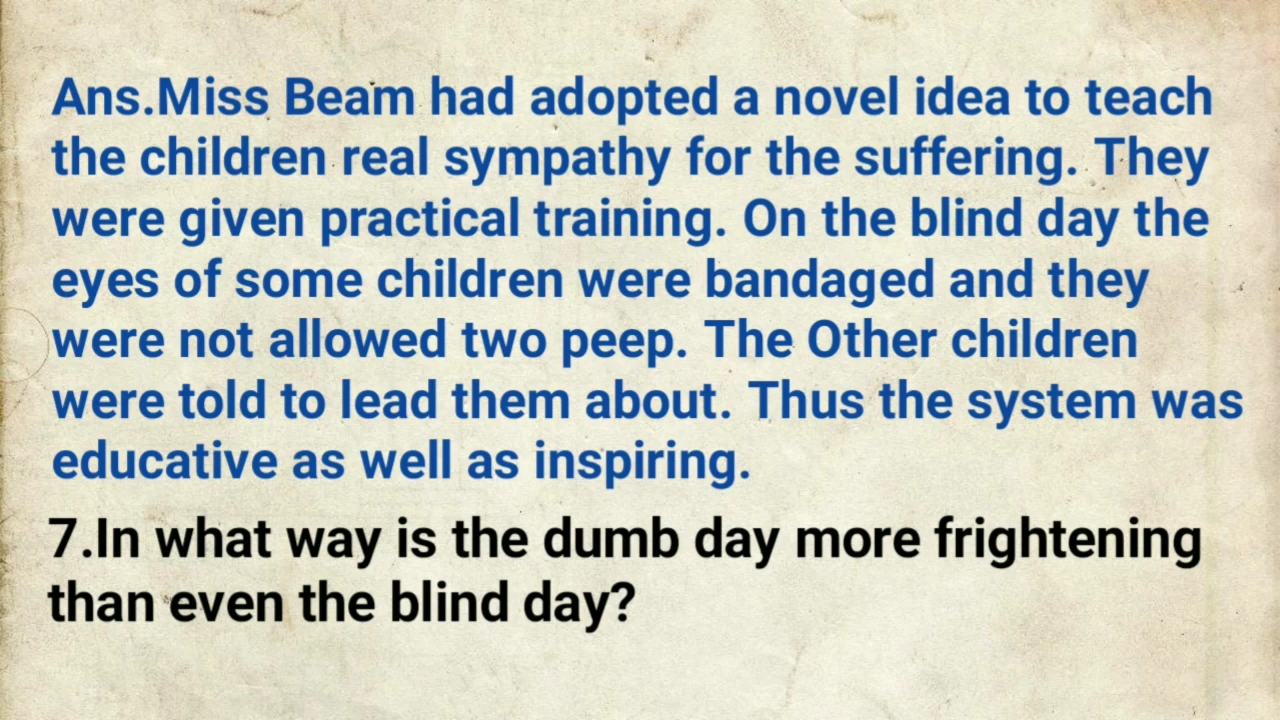 Ans.Miss Beam had adopted a novel idea to teach
the children real sympathy for the suffering. They
were given practical training. On the blind day the
eyes of some children were bandaged and they
were not allowed two peep. The Other children
were told to lead them about. Thus the system was
educative as well as inspiring.
7.In what way is the dumb day more frightening
than even the blind day?